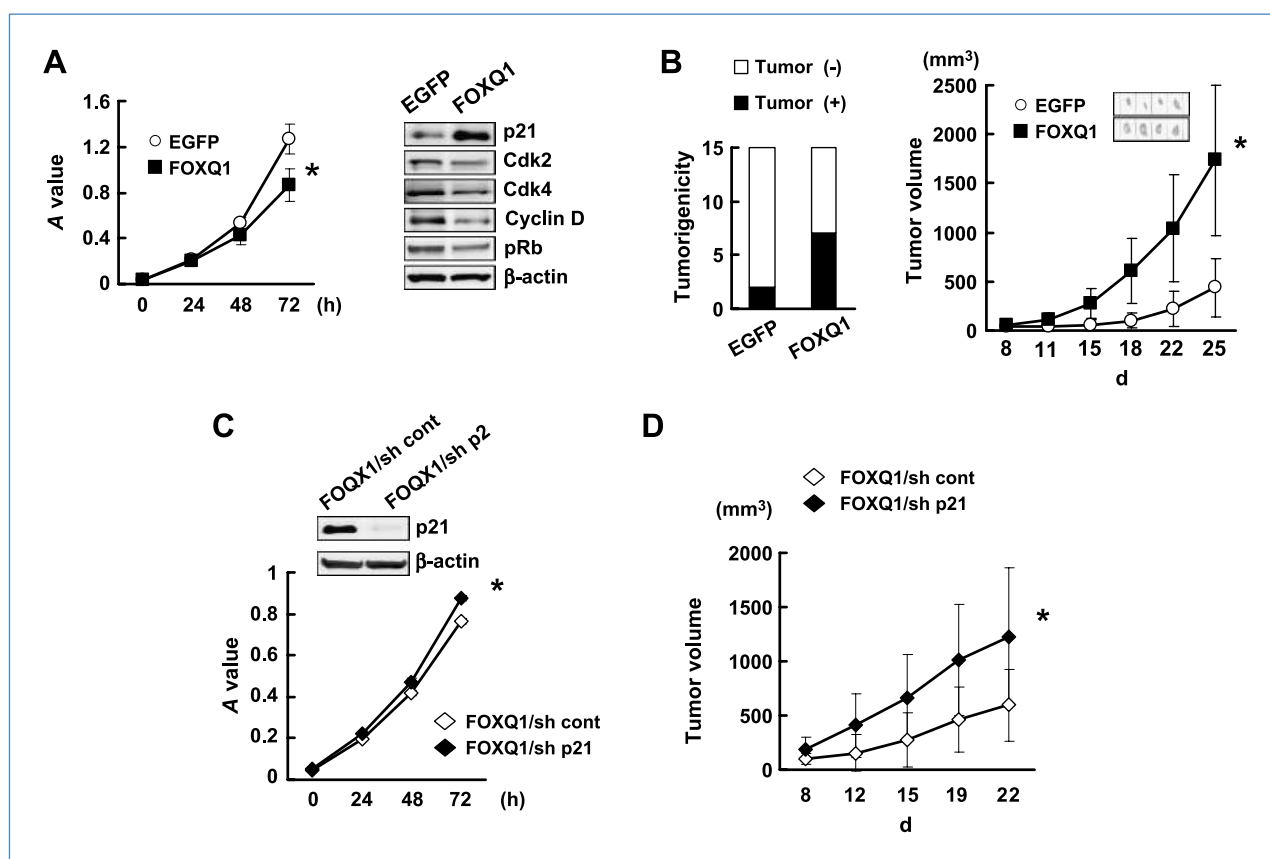 A
EGFP FOXQ1
1.6
1.2
0.8
0.4
0
A value
EGFP
FOXQ1
*
0 24 48 72 (h)
p21
Cdk2
Cdk4
Cyclin D
pRb
β-actin
B
Tumor (-)
Tumor (+)
15
10
5
0
Tumorigenicity
EGFP FOXQ1
(mm³)
2500
2000
1500
1000
500
0
Tumor volume
EGFP
FOXQ1
*
8 11 15 18 22 25
d
C
FOQX1/sh cont FOQX1/sh p2
p21
β-actin
1
0.8
0.6
0.4
0.2
0
A value
*
FOXQ1/sh cont
FOXQ1/sh p21
0 24 48 72 (h)
D
FOXQ1/sh cont
FOXQ1/sh p21
(mm³)
2000
1500
1000
500
0
Tumor volume
*
8 12 15 19 22
d